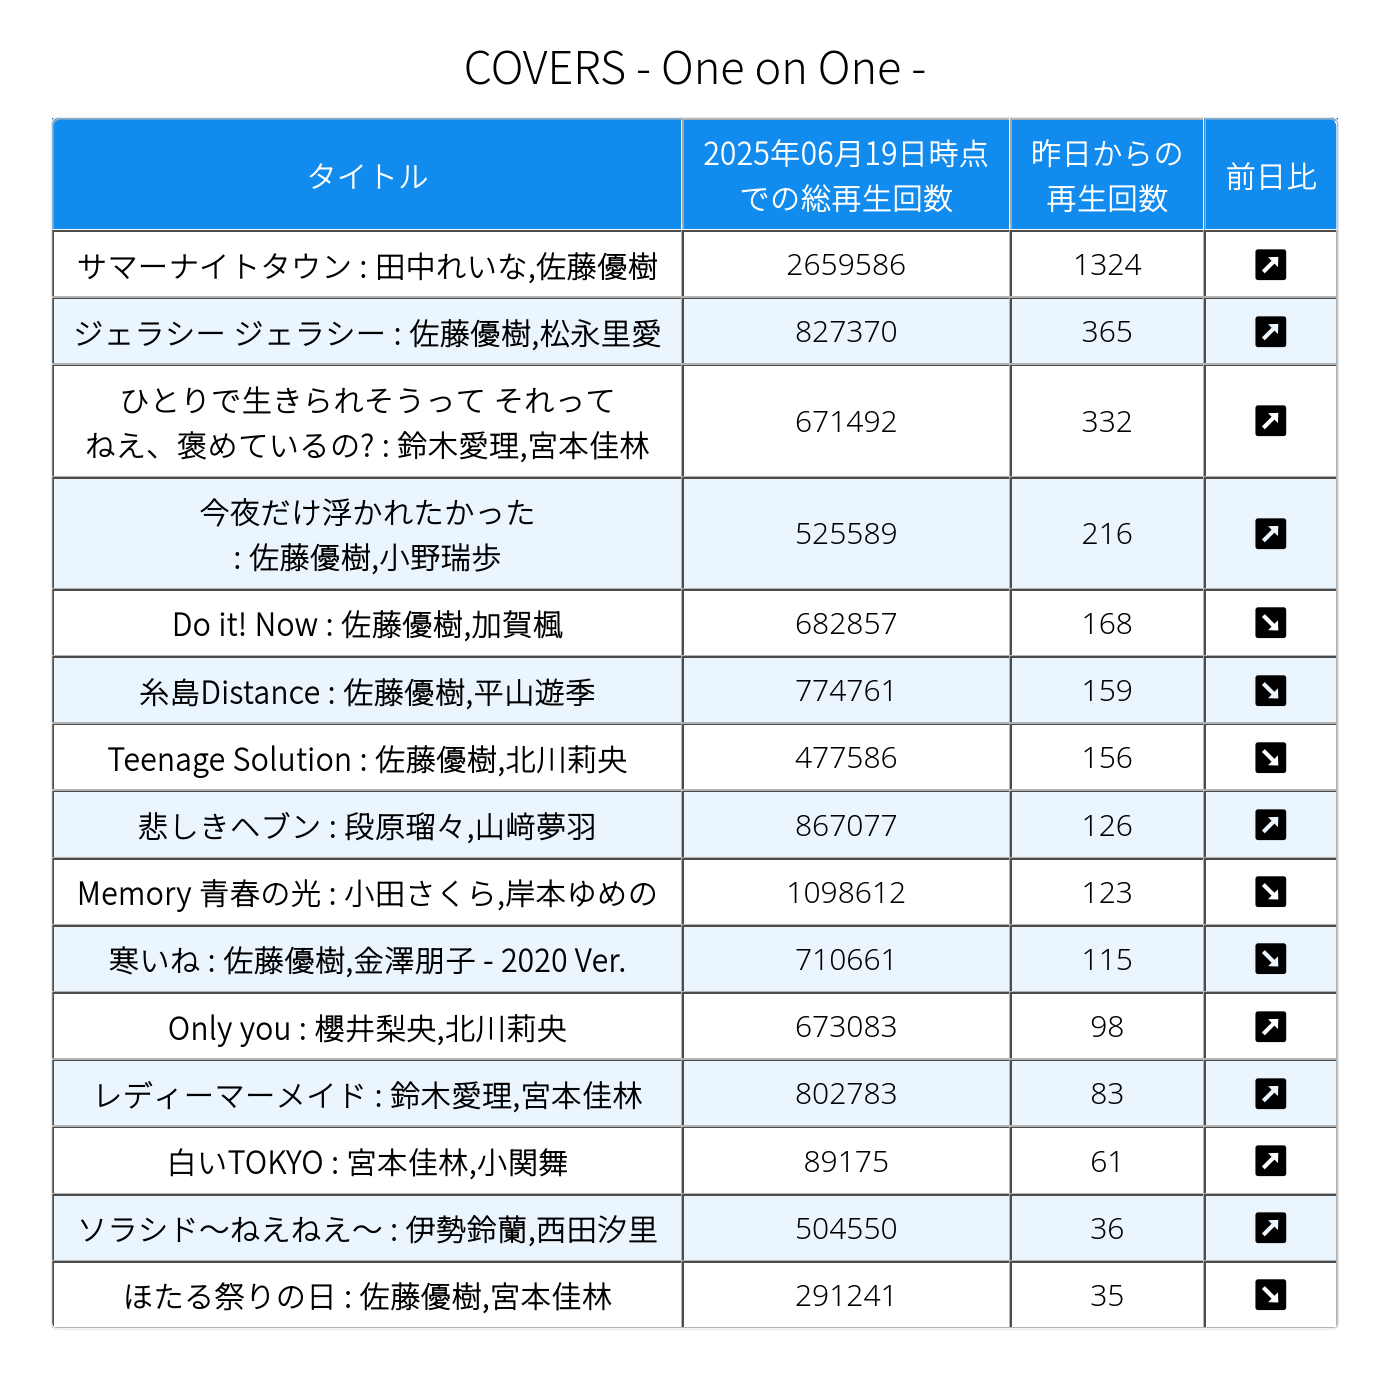 COVERS - One on One -
タイトル
2025年06月19日時点
での総再生回数
昨日からの
再生回数
前日比
サマーナイトタウン : 田中れいな,佐藤優樹 2659586 1324
ジェラシー ジェラシー : 佐藤優樹,松永里愛 827370 365
ひとりで生きられそうって それって
ねえ、褒めているの? : 鈴木愛理,宮本佳林 671492 332
今夜だけ浮かれたかった
: 佐藤優樹,小野瑞歩 525589 216
Do it! Now : 佐藤優樹,加賀楓 682857 168
糸島Distance : 佐藤優樹,平山遊季 774761 159
Teenage Solution : 佐藤優樹,北川莉央 477586 156
悲しきヘブン : 段原瑠々,山﨑夢羽 867077 126
Memory 青春の光 : 小田さくら,岸本ゆめの 1098612 123
寒いね : 佐藤優樹,金澤朋子 - 2020 Ver. 710661 115
Only you : 櫻井梨央,北川莉央 673083 98
レディーマーメイド : 鈴木愛理,宮本佳林 802783 83
白いTOKYO : 宮本佳林,小関舞 89175 61
ソラシド〜ねえねえ〜 : 伊勢鈴蘭,西田汐里 504550 36
ほたる祭りの日 : 佐藤優樹,宮本佳林 291241 35